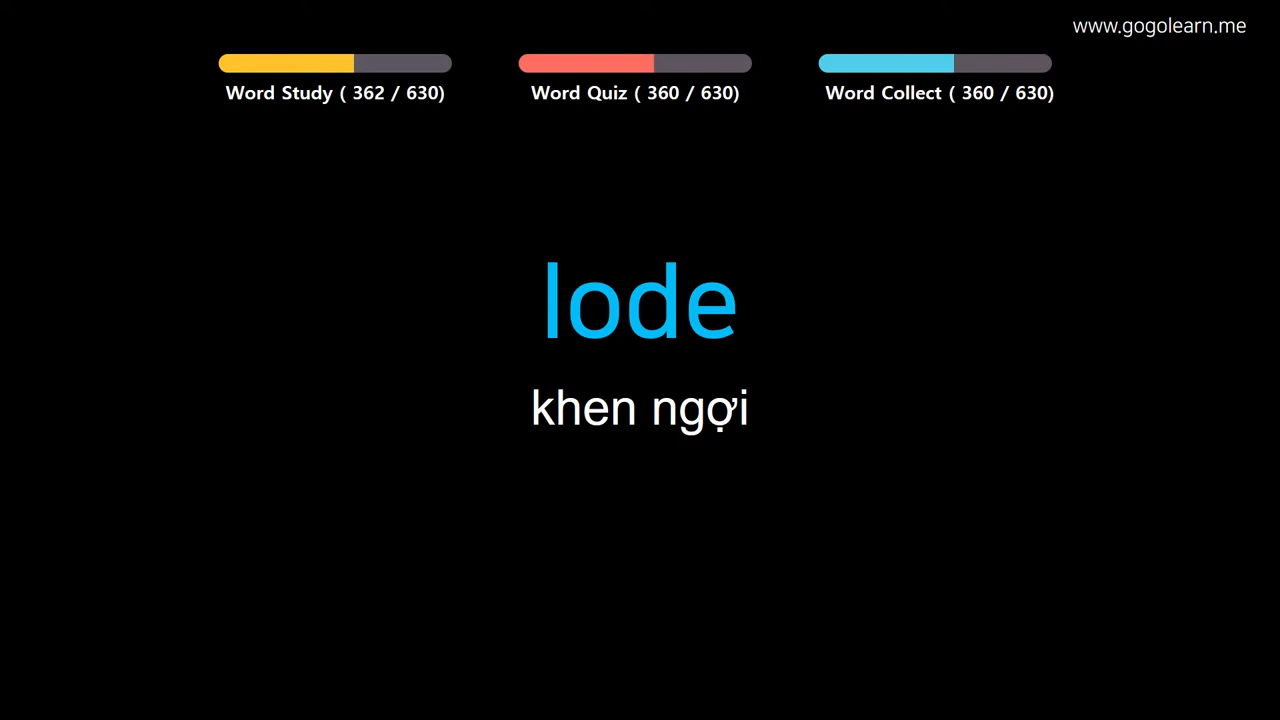 www.gogolearn.me
Word Study ( 362 / 630)
Word Quiz ( 360 / 630)
Word Collect ( 360 / 630)
lode
khen ngợi